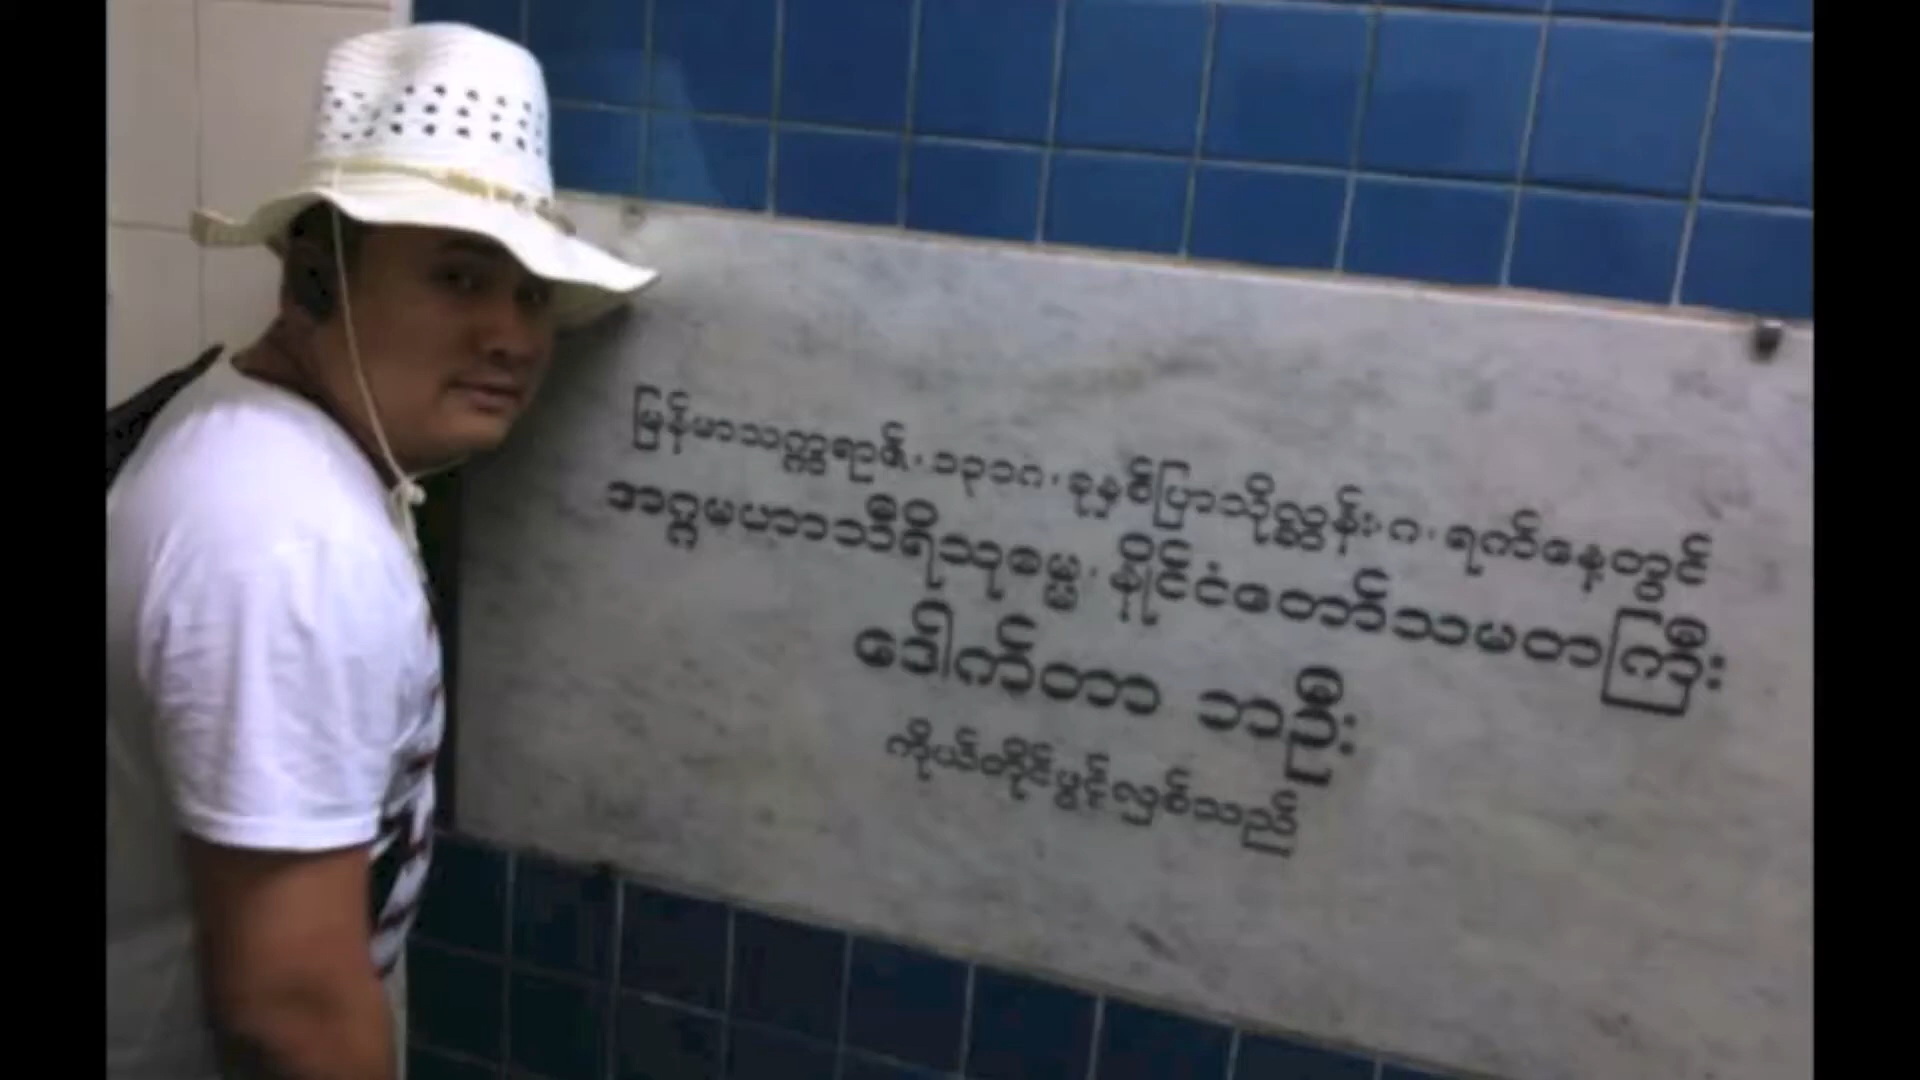 မြန်မာသက္ကရာဇ်၊ ၁၃၁၈၊ ခုနှစ်ပြာသိုလ္ဆန်း၊ ၈၊ ရက်နေ့တွင်
အဂ္ဂမဟာသီရိသုဓမ္မ၊ နိုင်ငံတော်သမတကြီး
ဒေါက်တာ ဘဦး
ကိုယ်တိုင်ဖွင့်လှစ်သည်